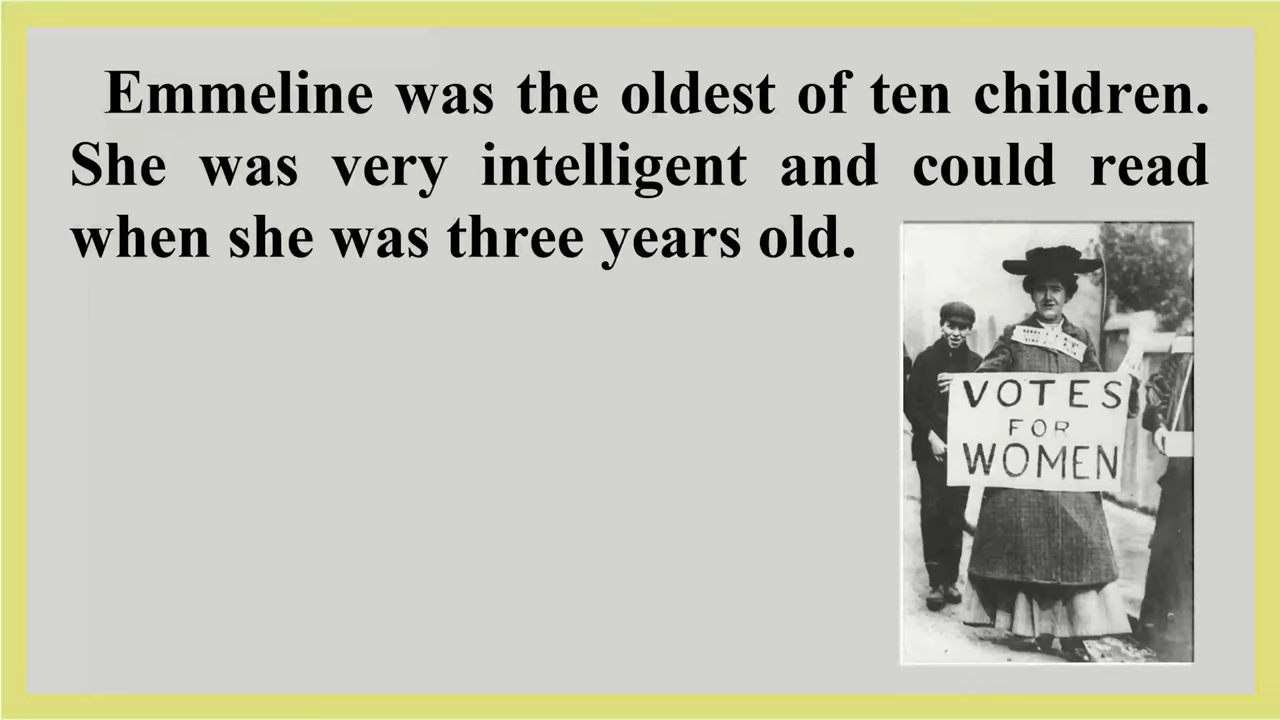 Emmeline was the oldest of ten children.
She was very intelligent and could read
when she was three years old.
VOTES
FOR
WOMEN